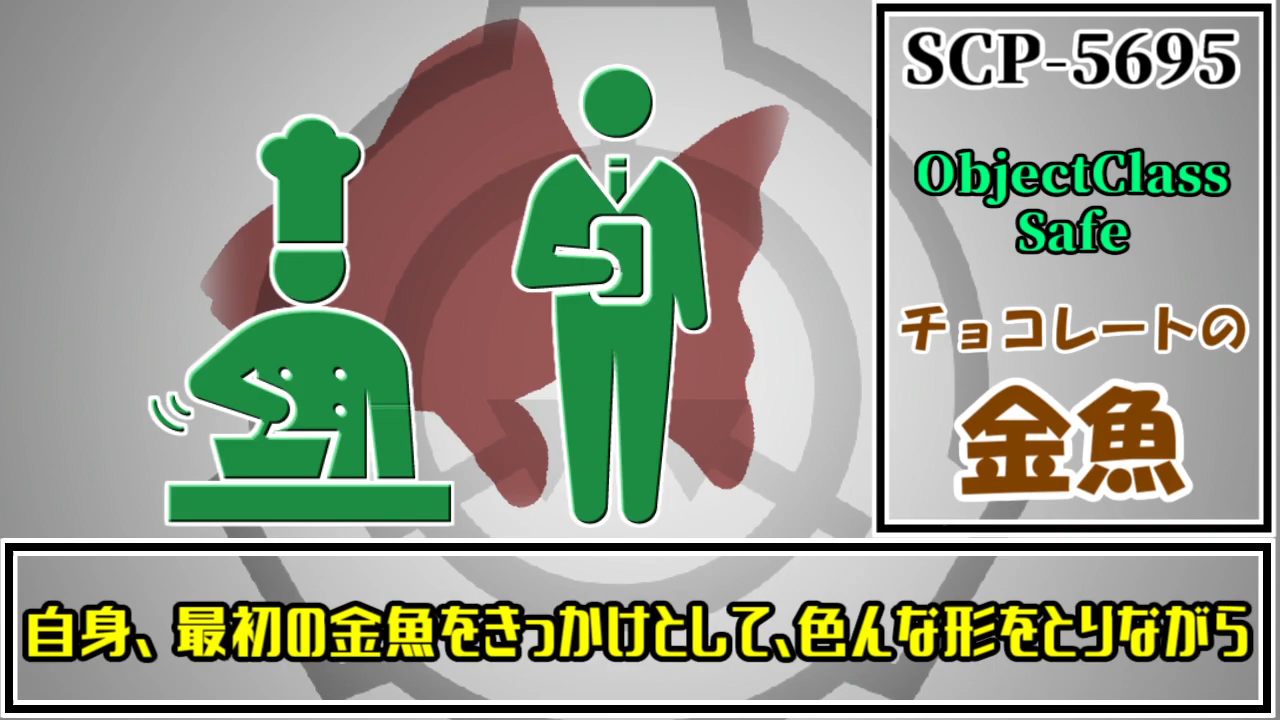 SCP-5695
ObjectClass
Safe
チョコレートの
金魚
自身、最初の金魚をきっかけとして、色んな形をとりながら